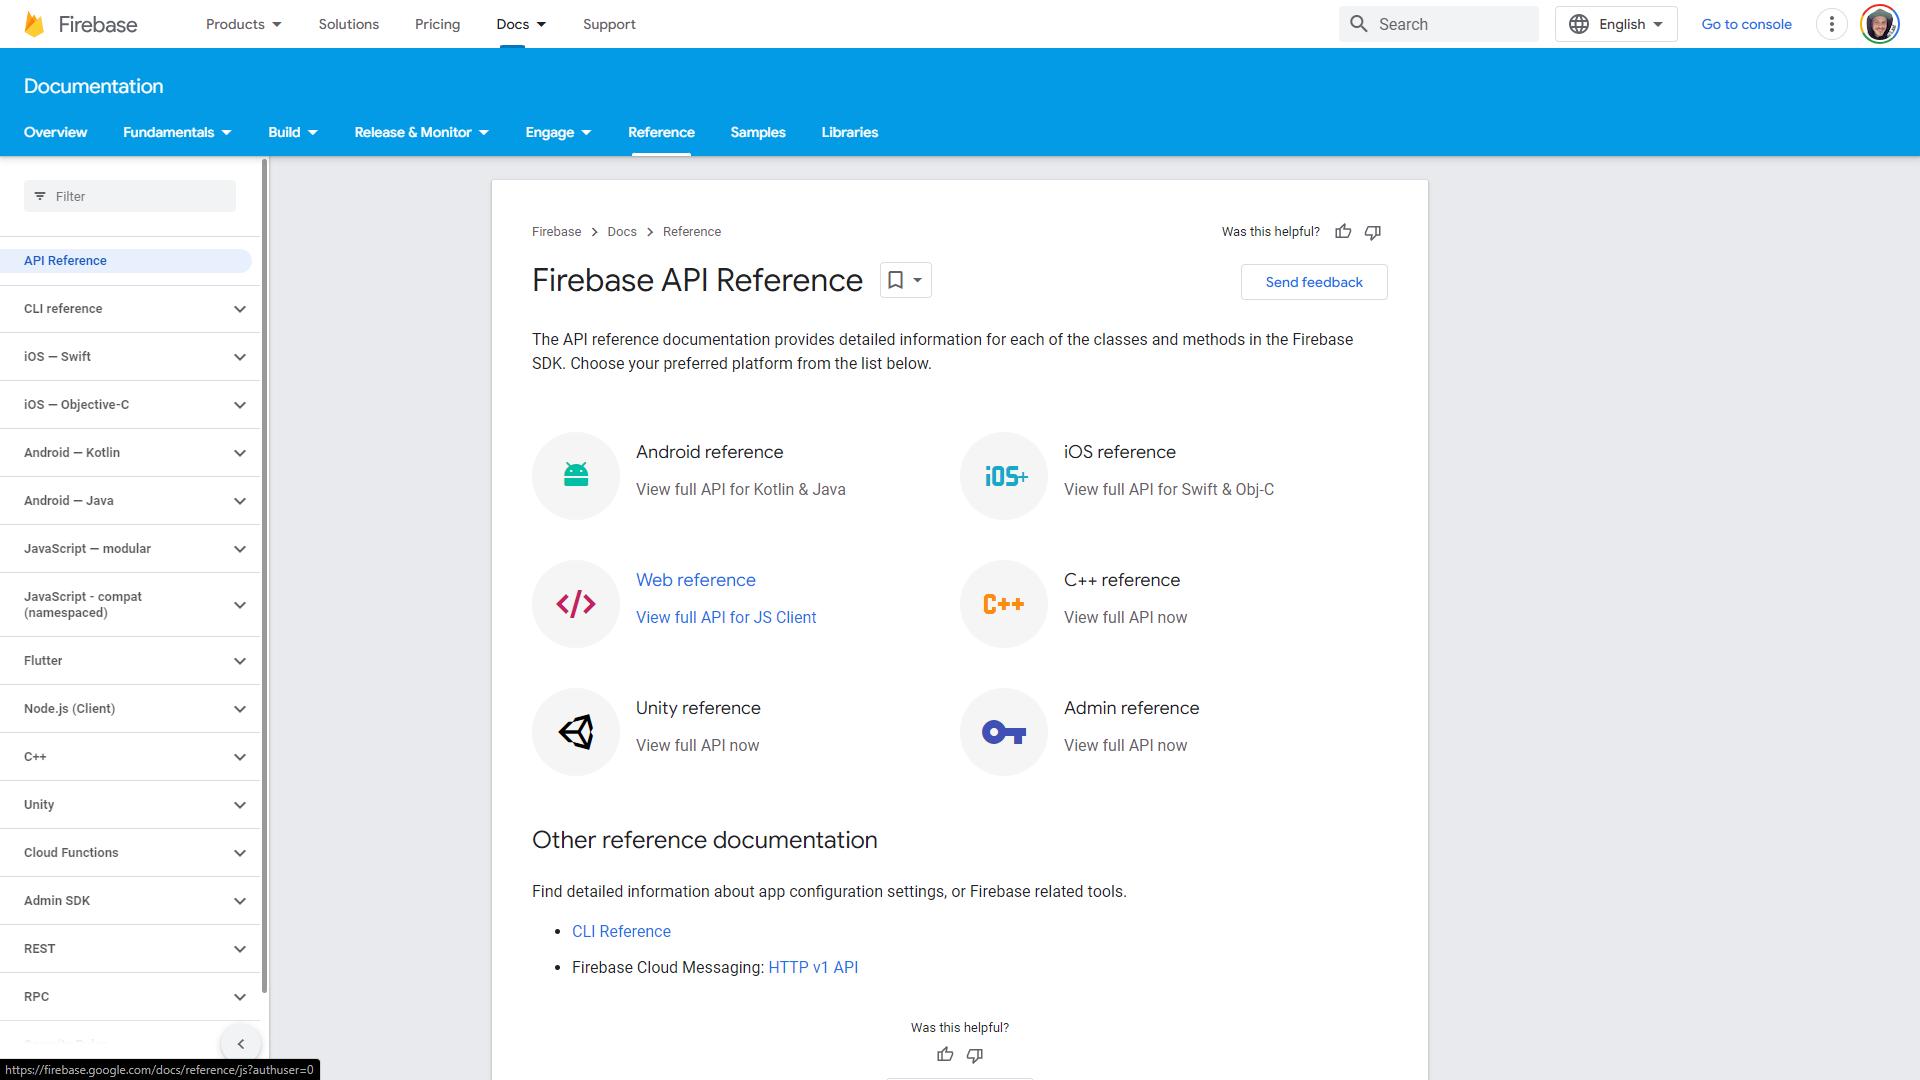 Firebase
Products
Solutions
Pricing
Docs
Support
Search
English
Go to console
Documentation
Overview
Fundamentals
Build
Release & Monitor
Engage
Reference
Samples
Libraries
Filter
API Reference
CLI reference
iOS — Swift
iOS — Objective-C
Android — Kotlin
Android — Java
JavaScript — modular
JavaScript - compat
(namespaced)
Flutter
Node.js (Client)
C++
Unity
Cloud Functions
Admin SDK
REST
RPC
Firebase
Docs
Reference
Was this helpful?
Firebase API Reference
Send feedback
The API reference documentation provides detailed information for each of the classes and methods in the Firebase
SDK. Choose your preferred platform from the list below.
Android reference
View full API for Kotlin & Java
iOS+
iOS reference
View full API for Swift & Obj-C
</>
Web reference
View full API for JS Client
C++
C++ reference
View full API now
Unity reference
View full API now
Admin reference
View full API now
Other reference documentation
Find detailed information about app configuration settings, or Firebase related tools.
• CLI Reference
• Firebase Cloud Messaging: HTTP v1 API
Was this helpful?
https://firebase.google.com/docs/reference/js?authuser=0